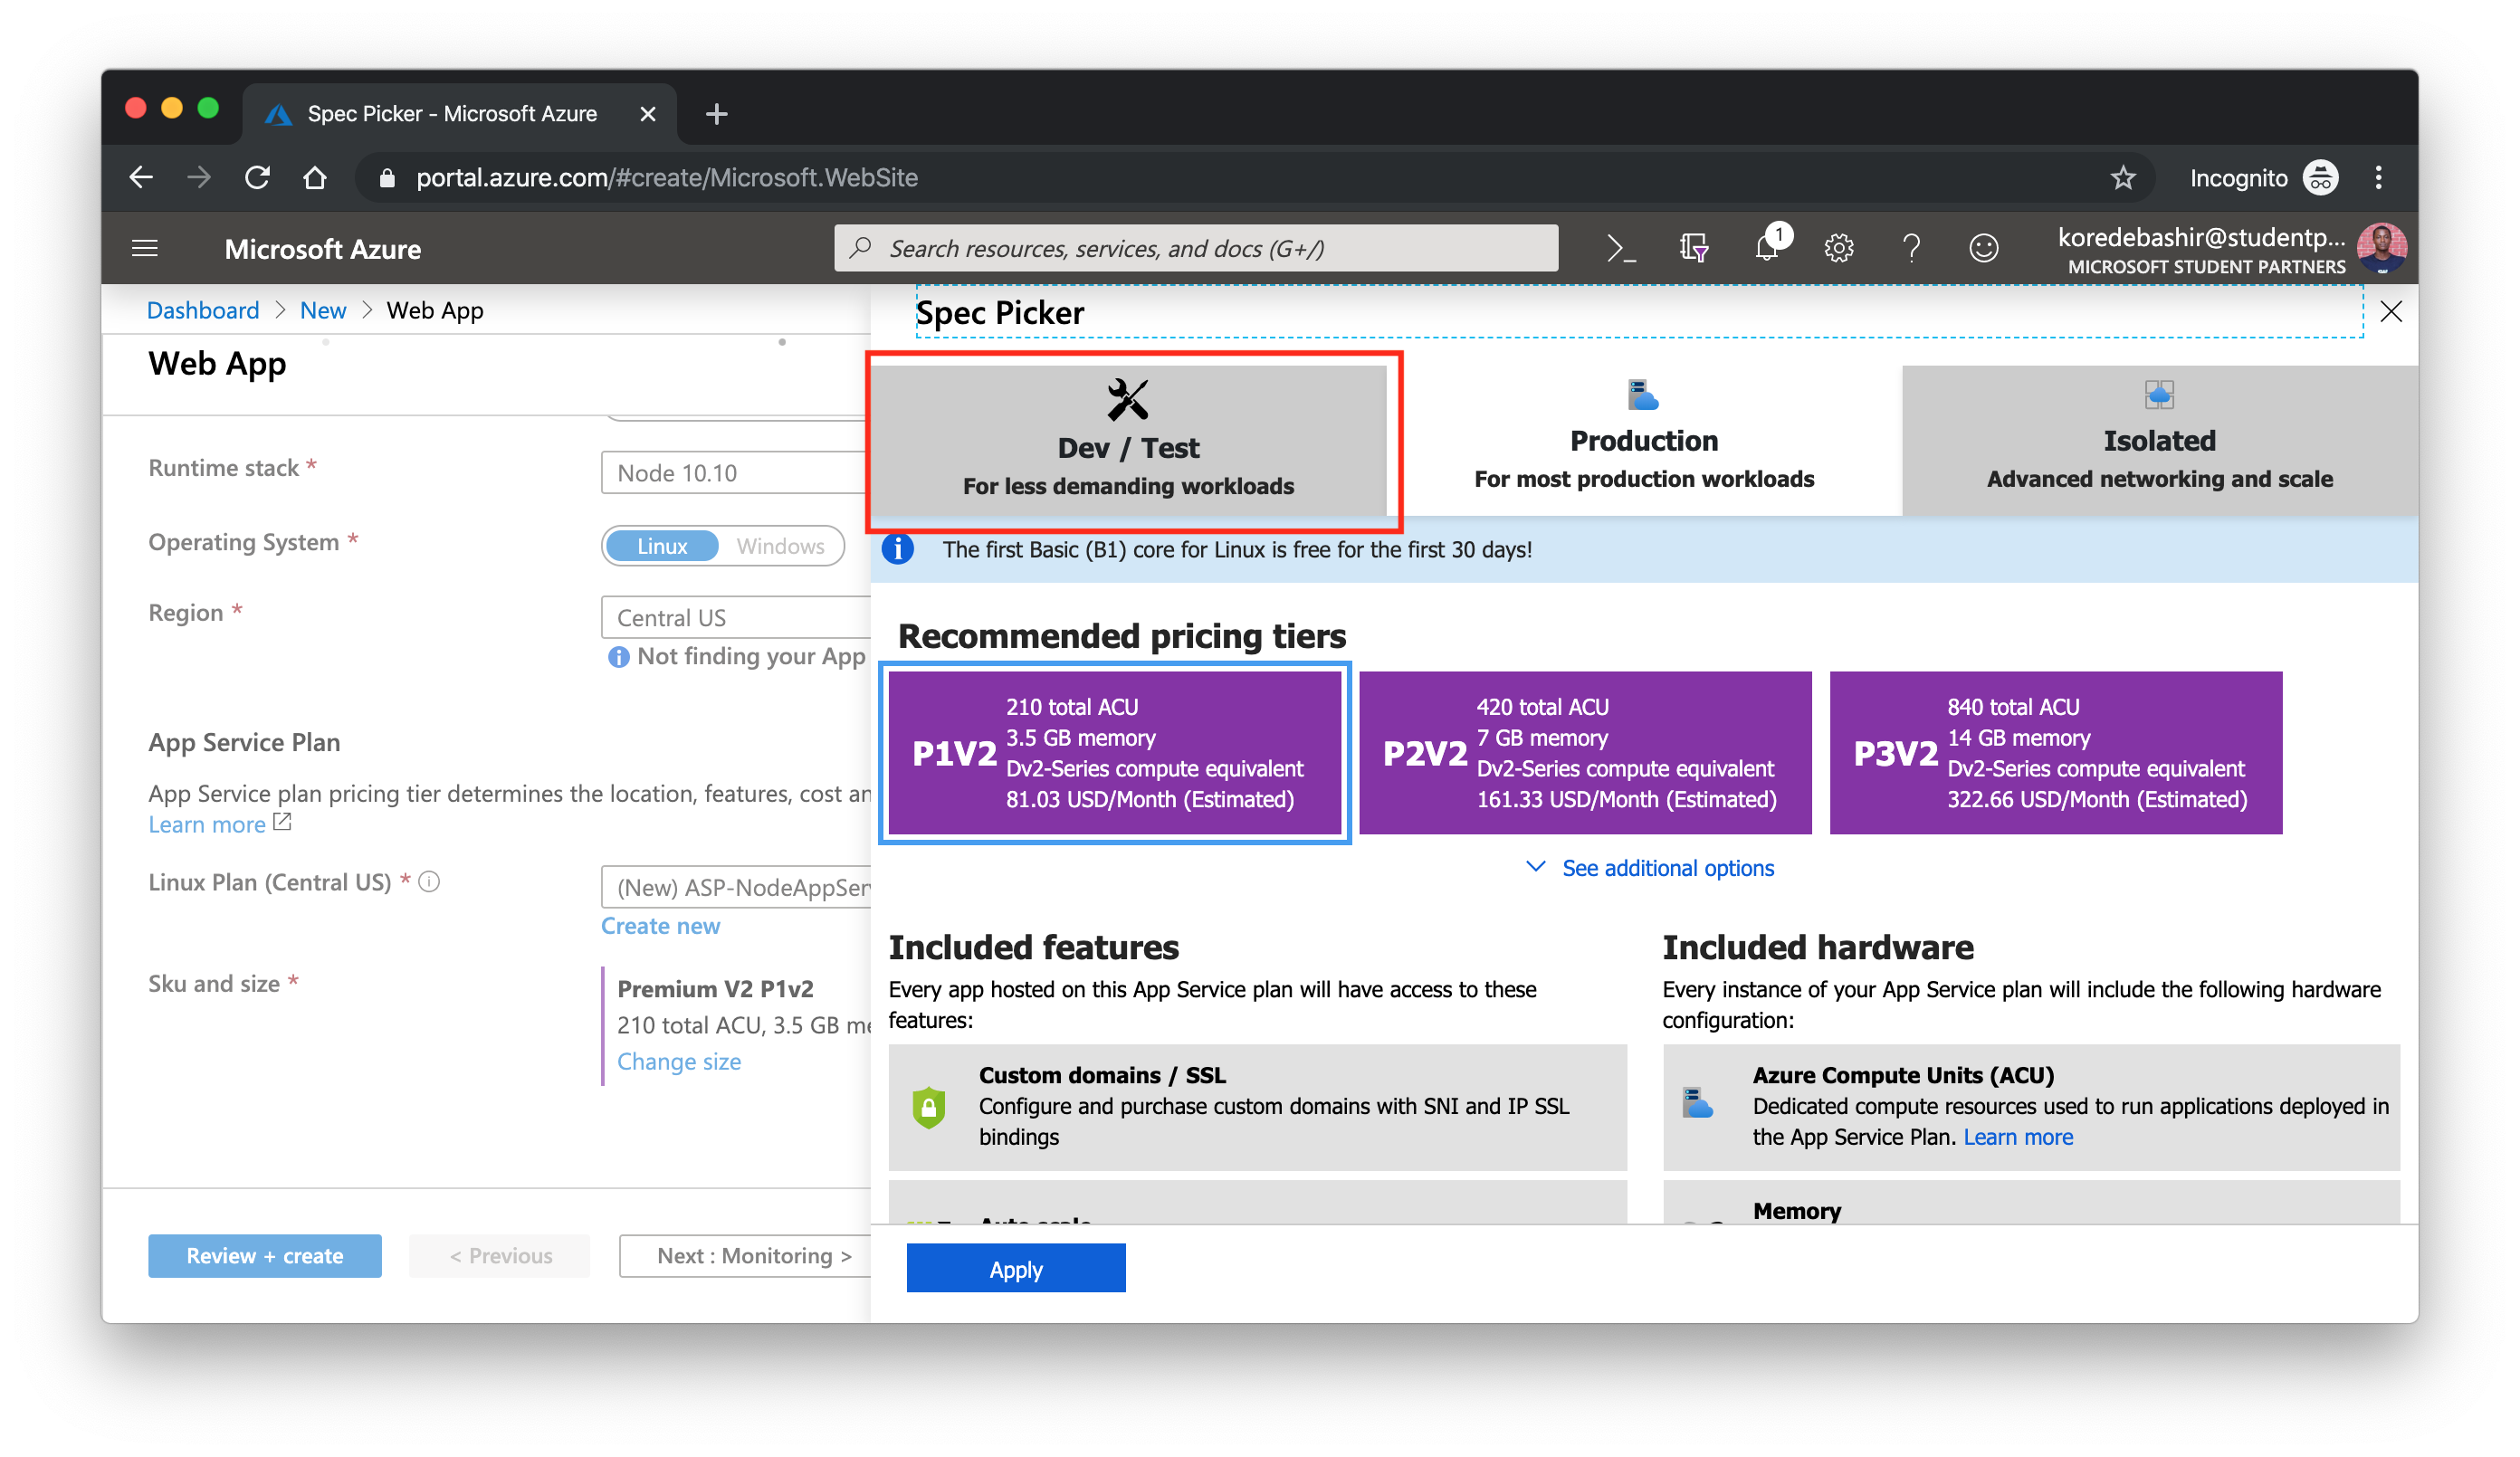 Spec Picker - Microsoft Azure
portal.azure.com/#create/Microsoft.WebSite
Incognito
Microsoft Azure
Search resources, services, and docs (G+/)
1
koredebashir@studentp...
MICROSOFT STUDENT PARTNERS
Dashboard > New > Web App
Web App
Runtime stack *
Node 10.10
Operating System *
Linux
Windows
Region *
Central US
Not finding your App
App Service Plan
App Service plan pricing tier determines the location, features, cost an
Learn more
Linux Plan (Central US) *
(New) ASP-NodeAppSer
Create new
Sku and size *
Premium V2 P1v2
210 total ACU, 3.5 GB me
Change size
Review + create
< Previous
Next : Monitoring >
Spec Picker
Dev / Test
For less demanding workloads
Production
For most production workloads
Isolated
Advanced networking and scale
The first Basic (B1) core for Linux is free for the first 30 days!
Recommended pricing tiers
P1V2
210 total ACU
3.5 GB memory
Dv2-Series compute equivalent
81.03 USD/Month (Estimated)
P2V2
420 total ACU
7 GB memory
Dv2-Series compute equivalent
161.33 USD/Month (Estimated)
P3V2
840 total ACU
14 GB memory
Dv2-Series compute equivalent
322.66 USD/Month (Estimated)
See additional options
Included features
Every app hosted on this App Service plan will have access to these
features:
Custom domains / SSL
Configure and purchase custom domains with SNI and IP SSL
bindings
Auto scale
Included hardware
Every instance of your App Service plan will include the following hardware
configuration:
Azure Compute Units (ACU)
Dedicated compute resources used to run applications deployed in
the App Service Plan. Learn more
Memory
Apply